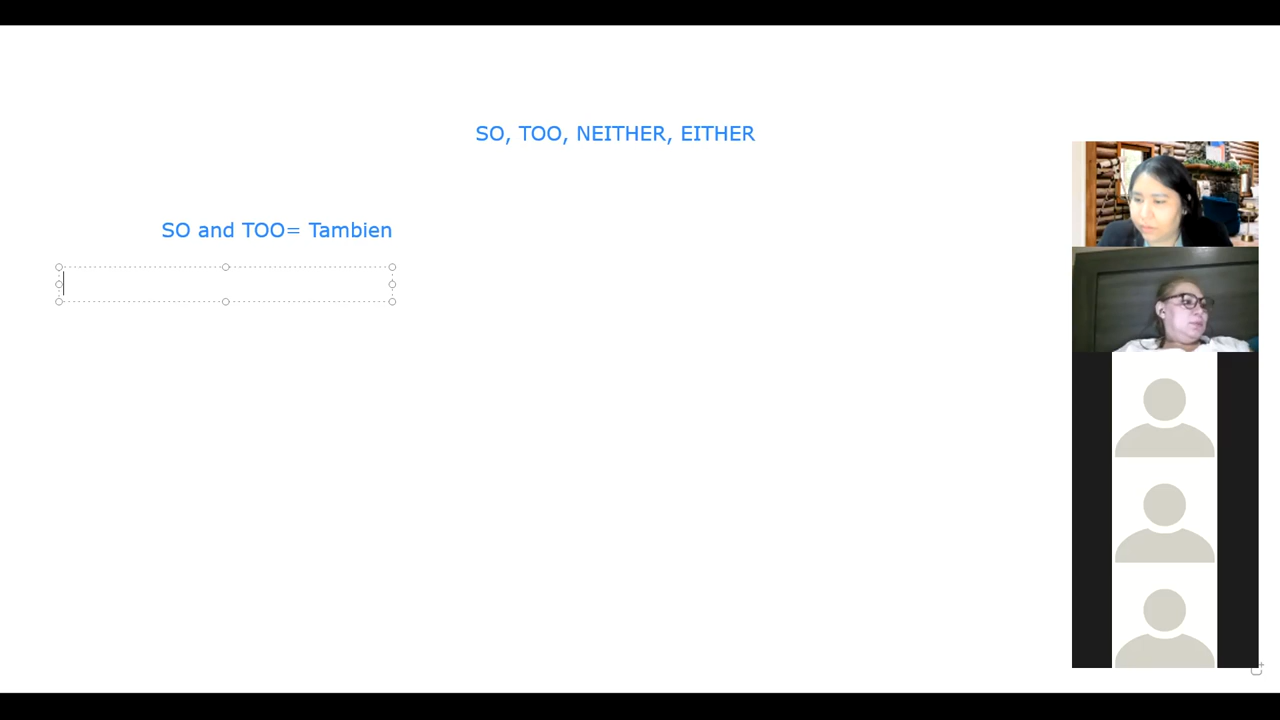 SO, TOO, NEITHER, EITHER
SO and TOO= Tambien